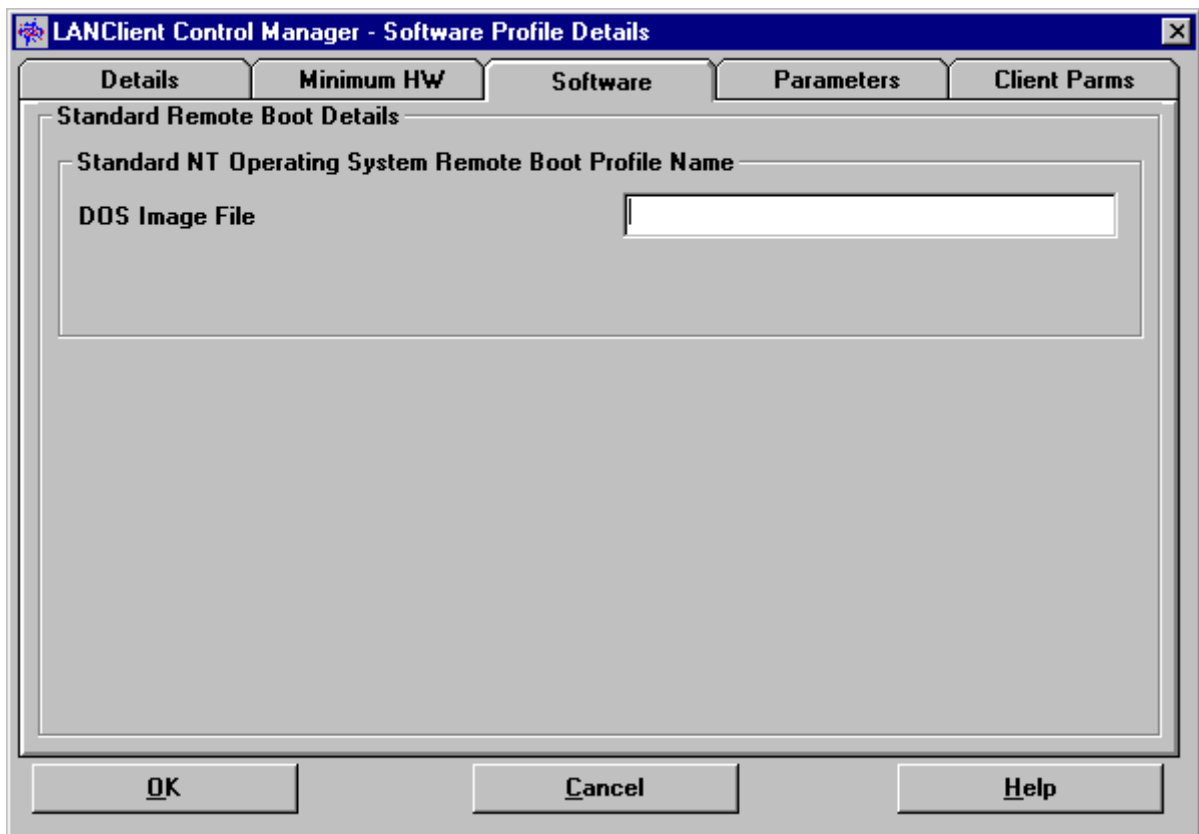 LANClient Control Manager - Software Profile Details
Details Minimum HW Software Parameters Client Parms
Standard Remote Boot Details
Standard NT Operating System Remote Boot Profile Name
DOS Image File
OK Cancel Help